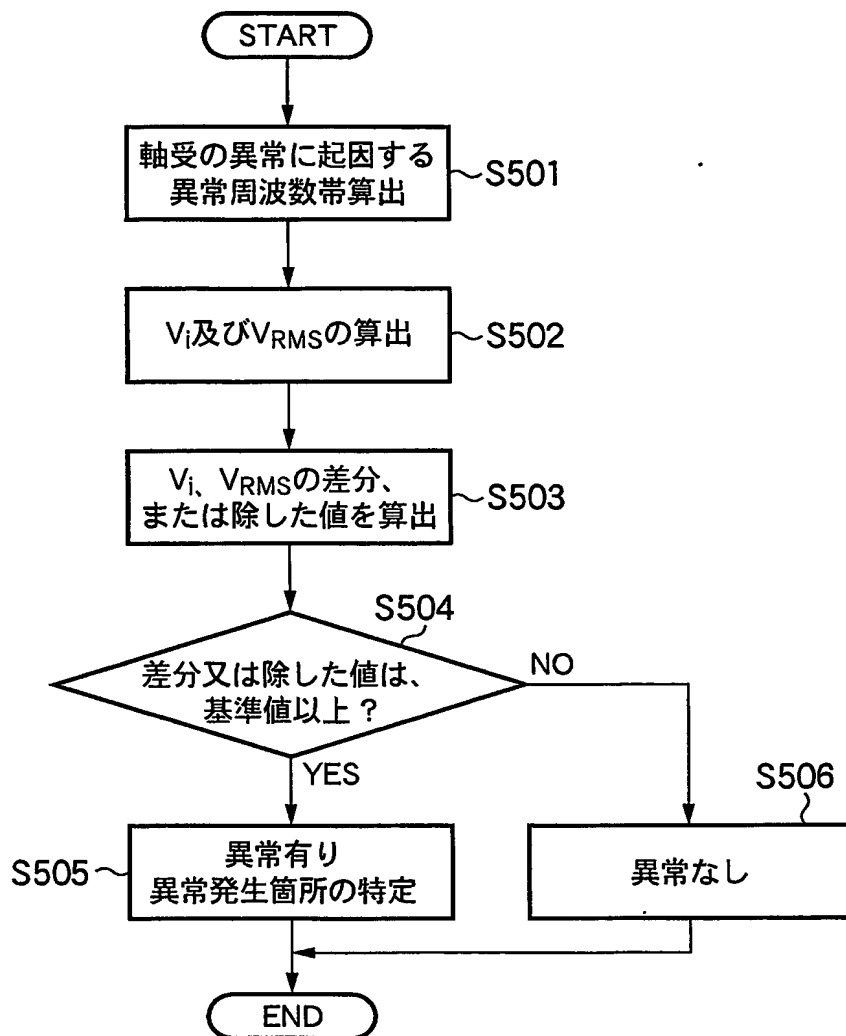 START
軸受の異常に起因する
異常周波数帯算出
S501
Vi及びVRMSの算出
S502
Vi、VRMSの差分、
または除した値を算出
S503
S504
差分又は除した値は、
基準値以上？
NO
YES
S505
異常有り
異常発生箇所の特定
S506
異常なし
END